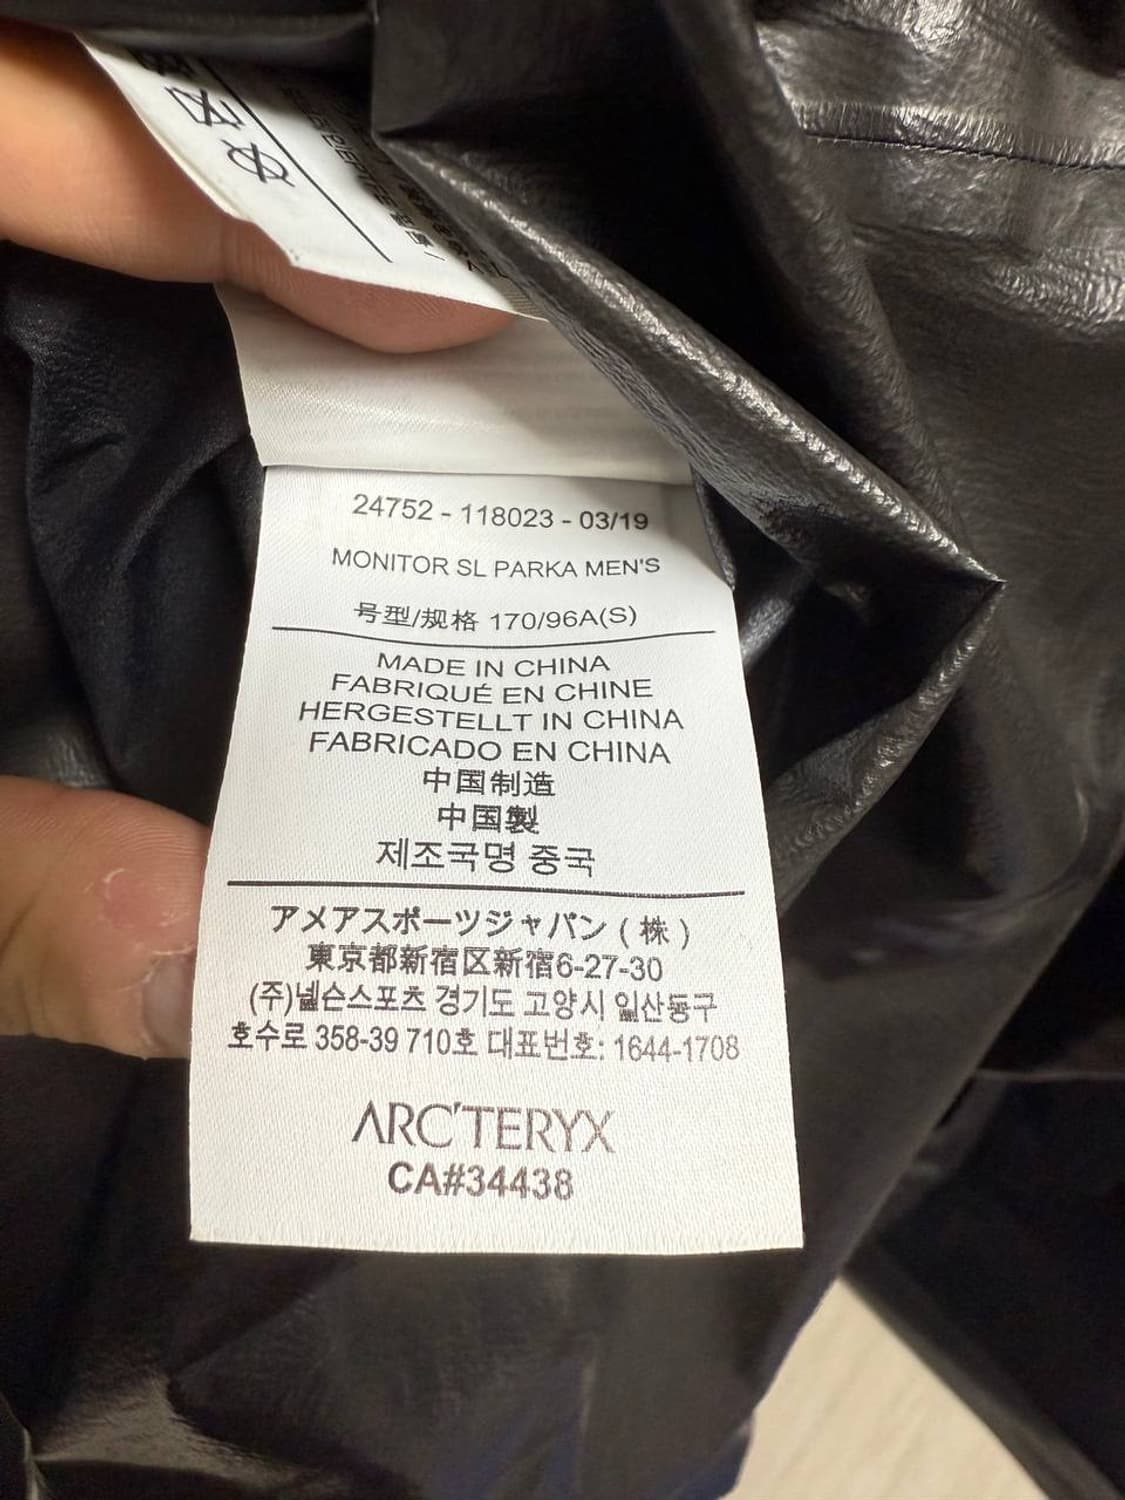 24752 - 118023 - 03/19
MONITOR SL PARKA MEN'S
号型/规格 170/96A(S)
MADE IN CHINA
FABRIQUÉ EN CHINE
HERGESTELLT IN CHINA
FABRICADO EN CHINA
中国制造
中国製
제조국명 중국
アメアスポーツジャパン ( 株 )
東京都新宿区新宿6-27-30
(주)넬슨스포츠 경기도 고양시 일산동구
호수로 358-39 710호 대표번호: 1644-1708
ARC'TERYX
CA#34438